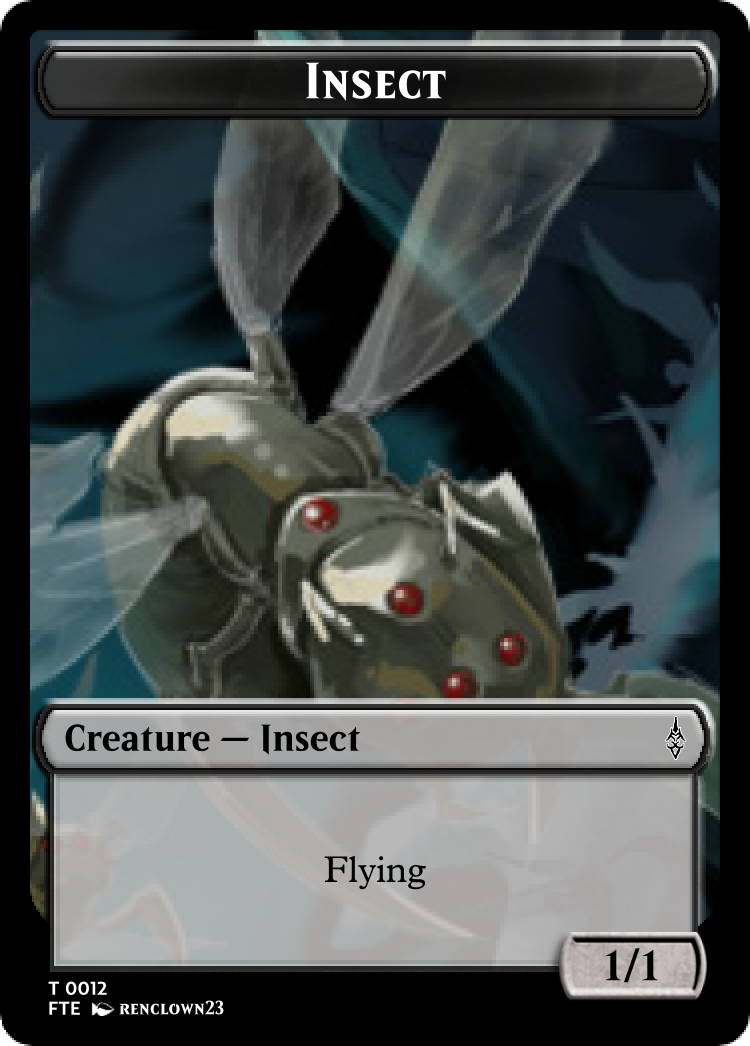 Insect
Creature — Insect
Flying
1/1
T 0012
FTE RENCLOWN23